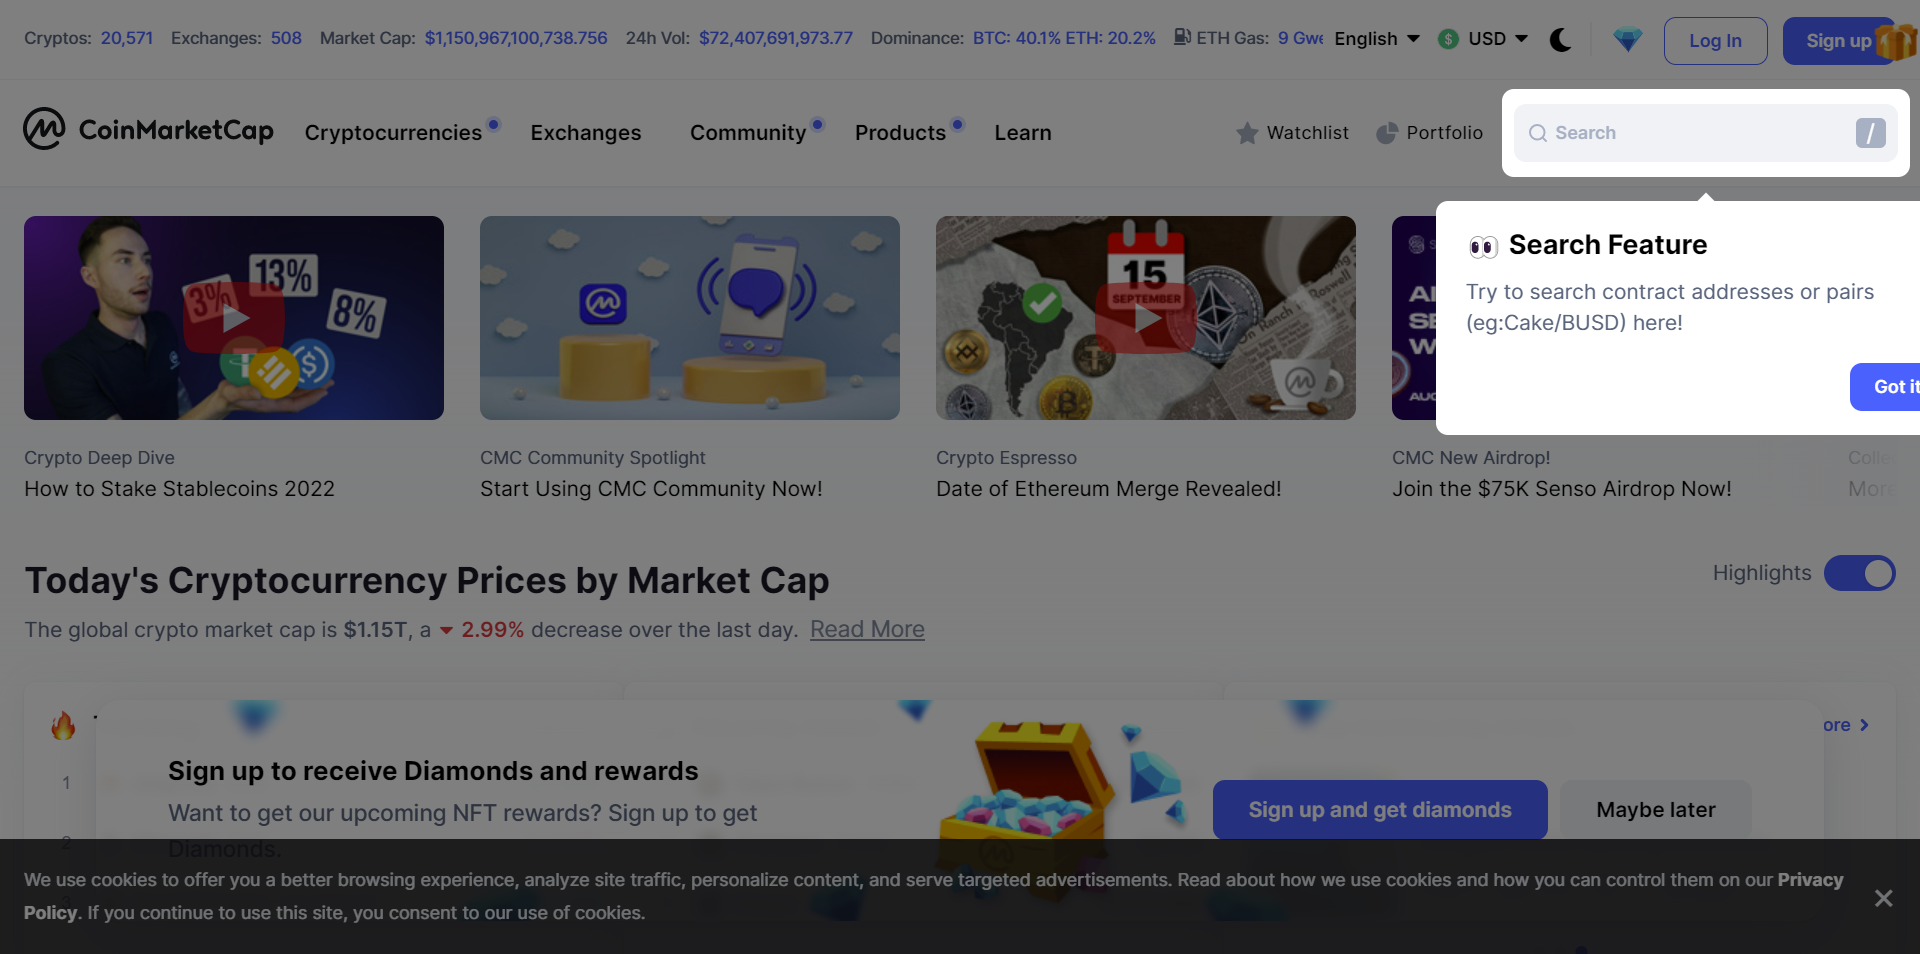 Cryptos: 20,571 Exchanges: 508 Market Cap: $1,150,967,100,738.756 24h Vol: $72,407,691,973.77 Dominance: BTC: 40.1% ETH: 20.2% ETH Gas: 9 Gwe English USD Log In Sign up
CoinMarketCap Cryptocurrencies Exchanges Community Products Learn Watchlist Portfolio Search /
Search Feature
Try to search contract addresses or pairs
(eg:Cake/BUSD) here!
Got it
3% 13% 8%
15
SEPTEMBER
Crypto Deep Dive
How to Stake Stablecoins 2022
CMC Community Spotlight
Start Using CMC Community Now!
Crypto Espresso
Date of Ethereum Merge Revealed!
CMC New Airdrop!
Join the $75K Senso Airdrop Now!
More
Today's Cryptocurrency Prices by Market Cap
Highlights
The global crypto market cap is $1.15T, a 2.99% decrease over the last day. Read More
ore
1
2
Sign up to receive Diamonds and rewards
Want to get our upcoming NFT rewards? Sign up to get
Diamonds.
Sign up and get diamonds Maybe later
We use cookies to offer you a better browsing experience, analyze site traffic, personalize content, and serve targeted advertisements. Read about how we use cookies and how you can control them on our Privacy
Policy. If you continue to use this site, you consent to our use of cookies.